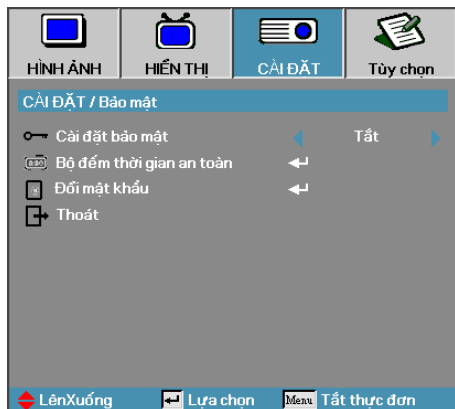 HÌNH ẢNH HIỂN THỊ CÀI ĐẶT Tùy chọn
CÀI ĐẶT / Bảo mật
Cài đặt bảo mật Tắt
Bộ đếm thời gian an toàn
Đổi mật khẩu
Thoát
LênXuống Lựa chọn Menu Tắt thực đơn